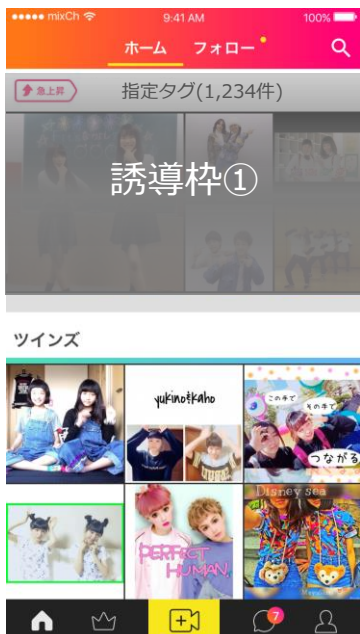 ●●●●● mixCh 9:41 AM 100%
ホーム フォロー
急上昇 指定タグ(1,234件)
誘導枠①
ツインズ
yukino&kaho
この手で
その手で
つながる
PERFECT
HUMAN.
Disney sea
7